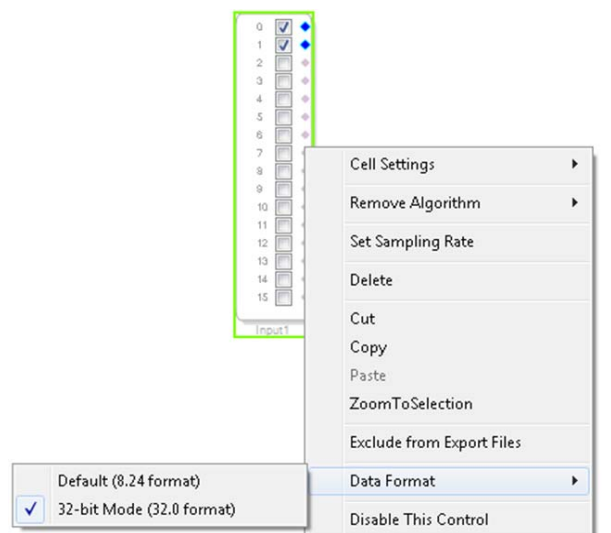 0
1
2
3
4
5
6
7
8
9
10
11
12
13
14
15
Input1
Cell Settings
Remove Algorithm
Set Sampling Rate
Delete
Cut
Copy
Paste
ZoomToSelection
Exclude from Export Files
Data Format
Default (8.24 format)
32-bit Mode (32.0 format)
Disable This Control